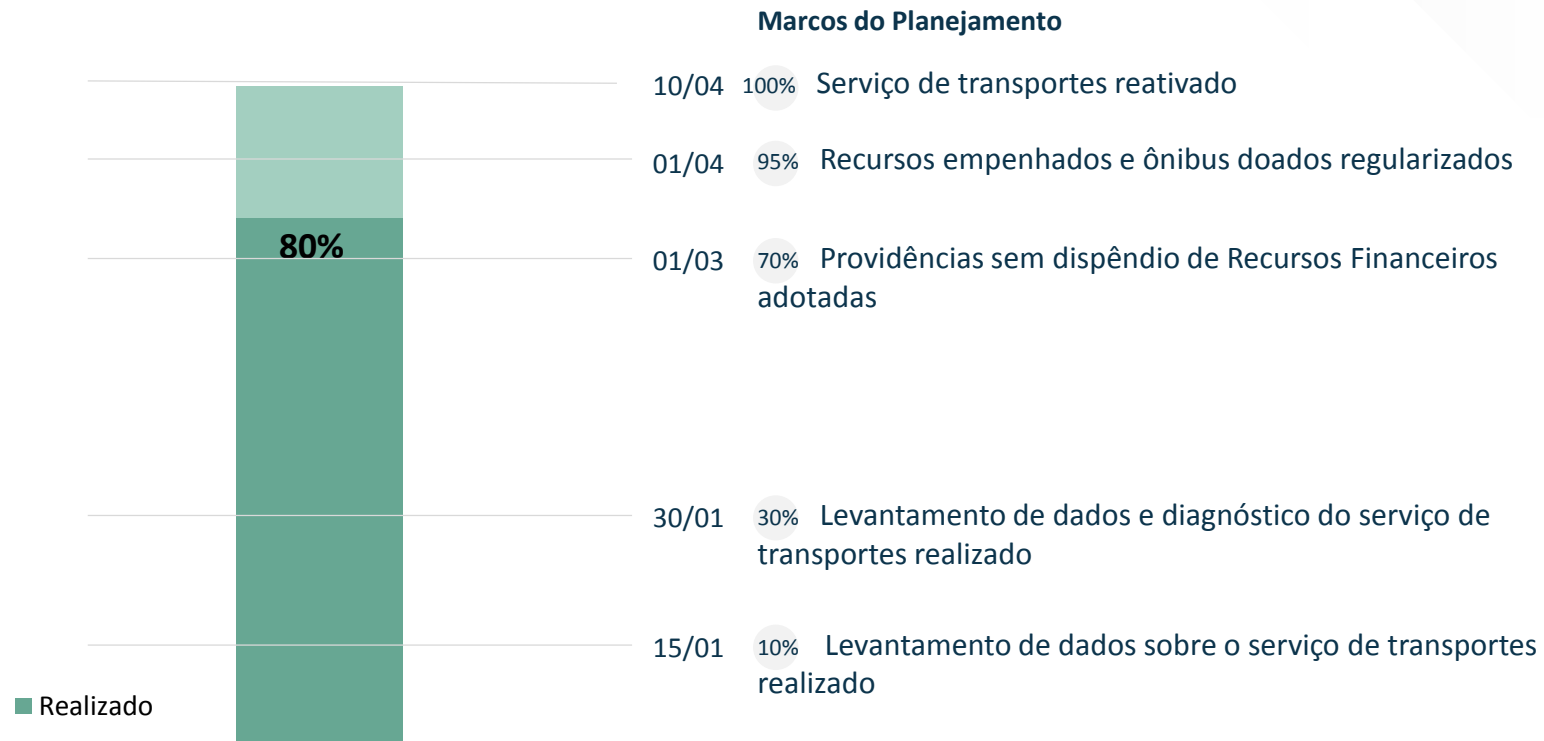 Marcos do Planejamento
10/04 100% Serviço de transportes reativado
01/04 95% Recursos empenhados e ônibus doados regularizados
80%
01/03 70% Providências sem dispêndio de Recursos Financeiros
adotadas
30/01 30% Levantamento de dados e diagnóstico do serviço de
transportes realizado
15/01 10% Levantamento de dados sobre o serviço de transportes
realizado
Realizado